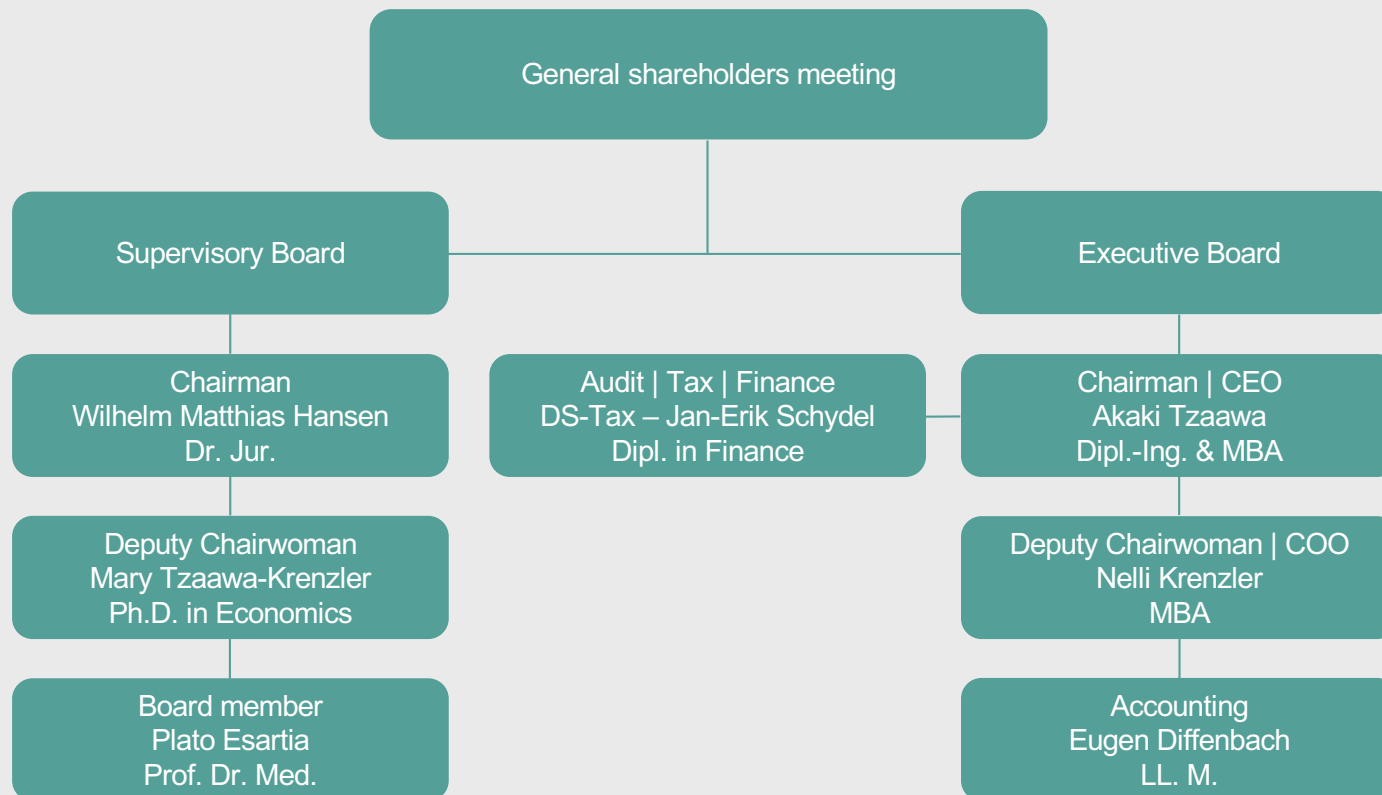 General shareholders meeting
Supervisory Board
Executive Board
Chairman
Wilhelm Matthias Hansen
Dr. Jur.
Audit | Tax | Finance
DS-Tax – Jan-Erik Schydel
Dipl. in Finance
Chairman | CEO
Akaki Tzaawa
Dipl.-Ing. & MBA
Deputy Chairwoman
Mary Tzaawa-Krenzler
Ph.D. in Economics
Deputy Chairwoman | COO
Nelli Krenzler
MBA
Board member
Plato Esartia
Prof. Dr. Med.
Accounting
Eugen Diffenbach
LL. M.